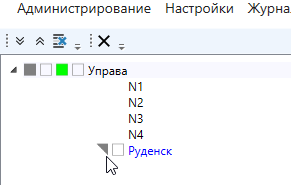 Администрирование Настройки Журна
Управа
N1
N2
N3
N4
Руденск